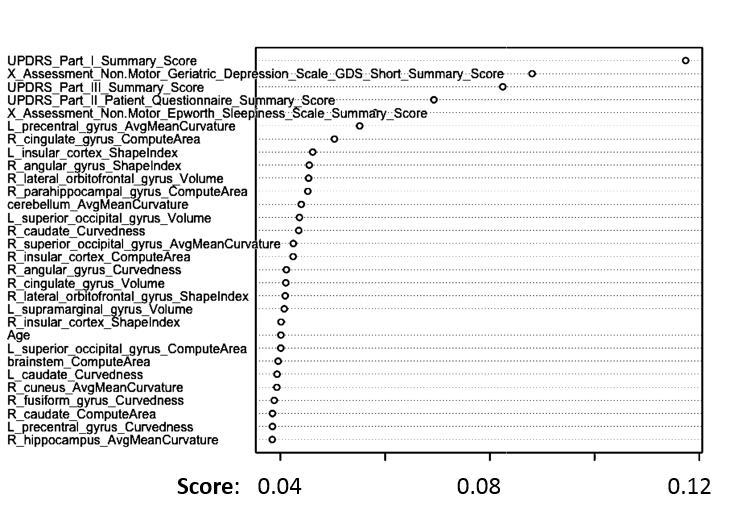 UPDRS_Part_I_Summary_Score
X_Assessment_Non.Motor_Geriatric_Depression_Scale_GDS_Short_Summary_Score
UPDRS_Part_III_Summary_Score
UPDRS_Part_II_Patient_Questionnaire_Summary_Score
X_Assessment_Non.Motor_Epworth_Sleepiness_Scale_Summary_Score
L_precentral_gyrus_AvgMeanCurvature
R_cingulate_gyrus_ComputeArea
L_insular_cortex_ShapeIndex
R_angular_gyrus_ShapeIndex
R_lateral_orbitofrontal_gyrus_Volume
R_parahippocampal_gyrus_ComputeArea
cerebellum_AvgMeanCurvature
L_superior_occipital_gyrus_Volume
R_caudate_Curvedness
R_superior_occipital_gyrus_AvgMeanCurvature
R_insular_cortex_ComputeArea
R_angular_gyrus_Curvedness
R_cingulate_gyrus_Volume
R_lateral_orbitofrontal_gyrus_ShapeIndex
L_supramarginal_gyrus_Volume
R_insular_cortex_ShapeIndex
Age
L_superior_occipital_gyrus_ComputeArea
brainstem_ComputeArea
L_caudate_Curvedness
R_cuneus_AvgMeanCurvature
R_fusiform_gyrus_Curvedness
R_caudate_ComputeArea
L_precentral_gyrus_Curvedness
R_hippocampus_AvgMeanCurvature
Score: 0.04 0.08 0.12